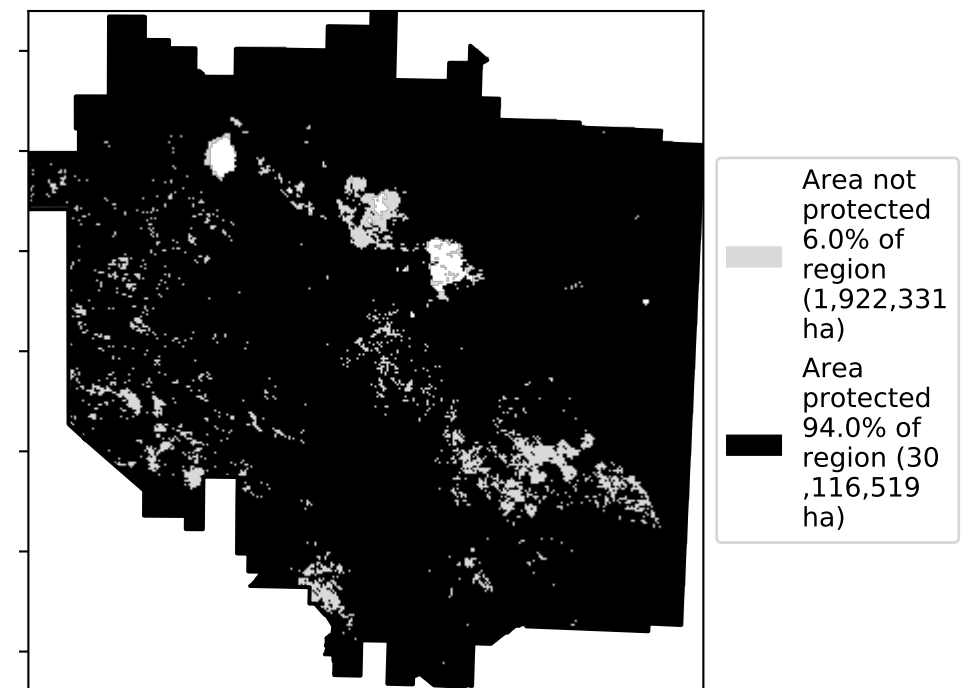 Area not
protected
6.0% of
region
(1,922,331
ha)
Area
protected
94.0% of
region (30
,116,519
ha)